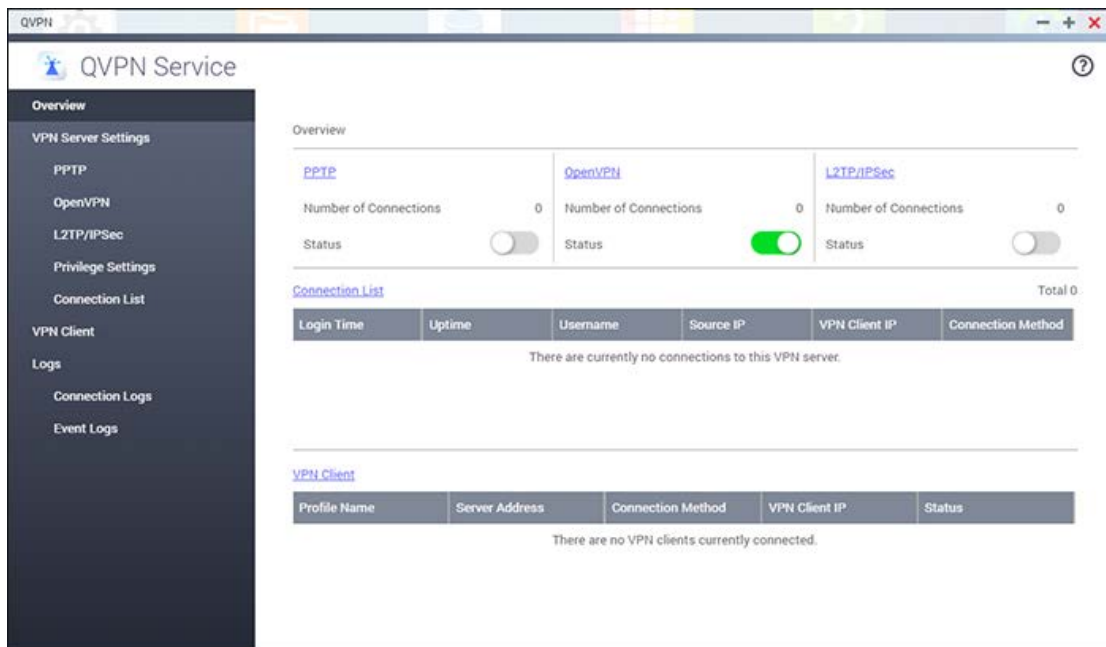 QVPN
QVPN Service
Overview
VPN Server Settings
PPTP
OpenVPN
L2TP/IPSec
Privilege Settings
Connection List
VPN Client
Logs
Connection Logs
Event Logs
Overview
PPTP
Number of Connections 0
Status
OpenVPN
Number of Connections 0
Status
L2TP/IPSec
Number of Connections 0
Status
Connection List Total 0
Login Time Uptime Username Source IP VPN Client IP Connection Method
There are currently no connections to this VPN server.
VPN Client
Profile Name Server Address Connection Method VPN Client IP Status
There are no VPN clients currently connected.